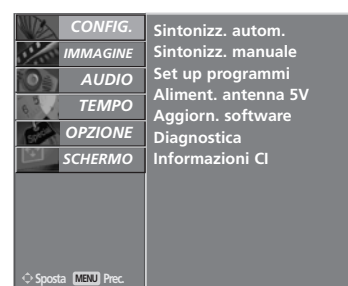 CONFIG.
IMMAGINE
AUDIO
TEMPO
OPZIONE
SCHERMO
Sintonizz. autom.
Sintonizz. manuale
Set up programmi
Aliment. antenna 5V
Aggiorn. software
Diagnostica
Informazioni CI
Sposta MENU Prec.